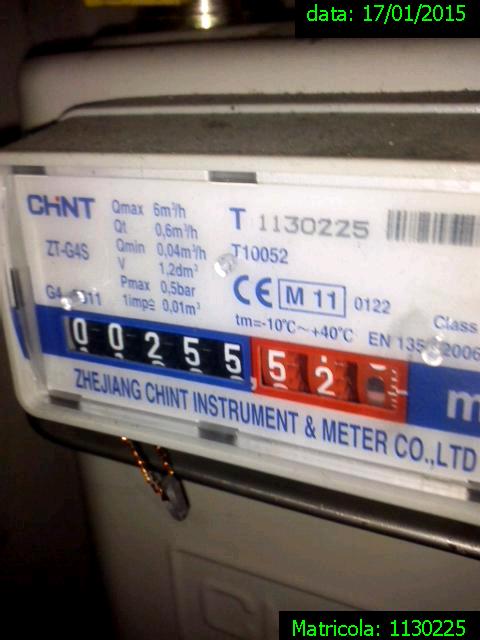 data: 17/01/2015
CHINT
Qmax 6m³/h
Qt 0,6m³/h
Qmin 0,04m³/h
V 1,2dm³
Pmax 0,5bar
1imp≙ 0,01m³
ZT-G4S
T 1130225
T10052
CE M 11 0122
tm=-10°C～+40°C
Class
EN 2006
00255,52
m
ZHEJIANG CHINT INSTRUMENT & METER CO.,LTD
Matricola: 1130225